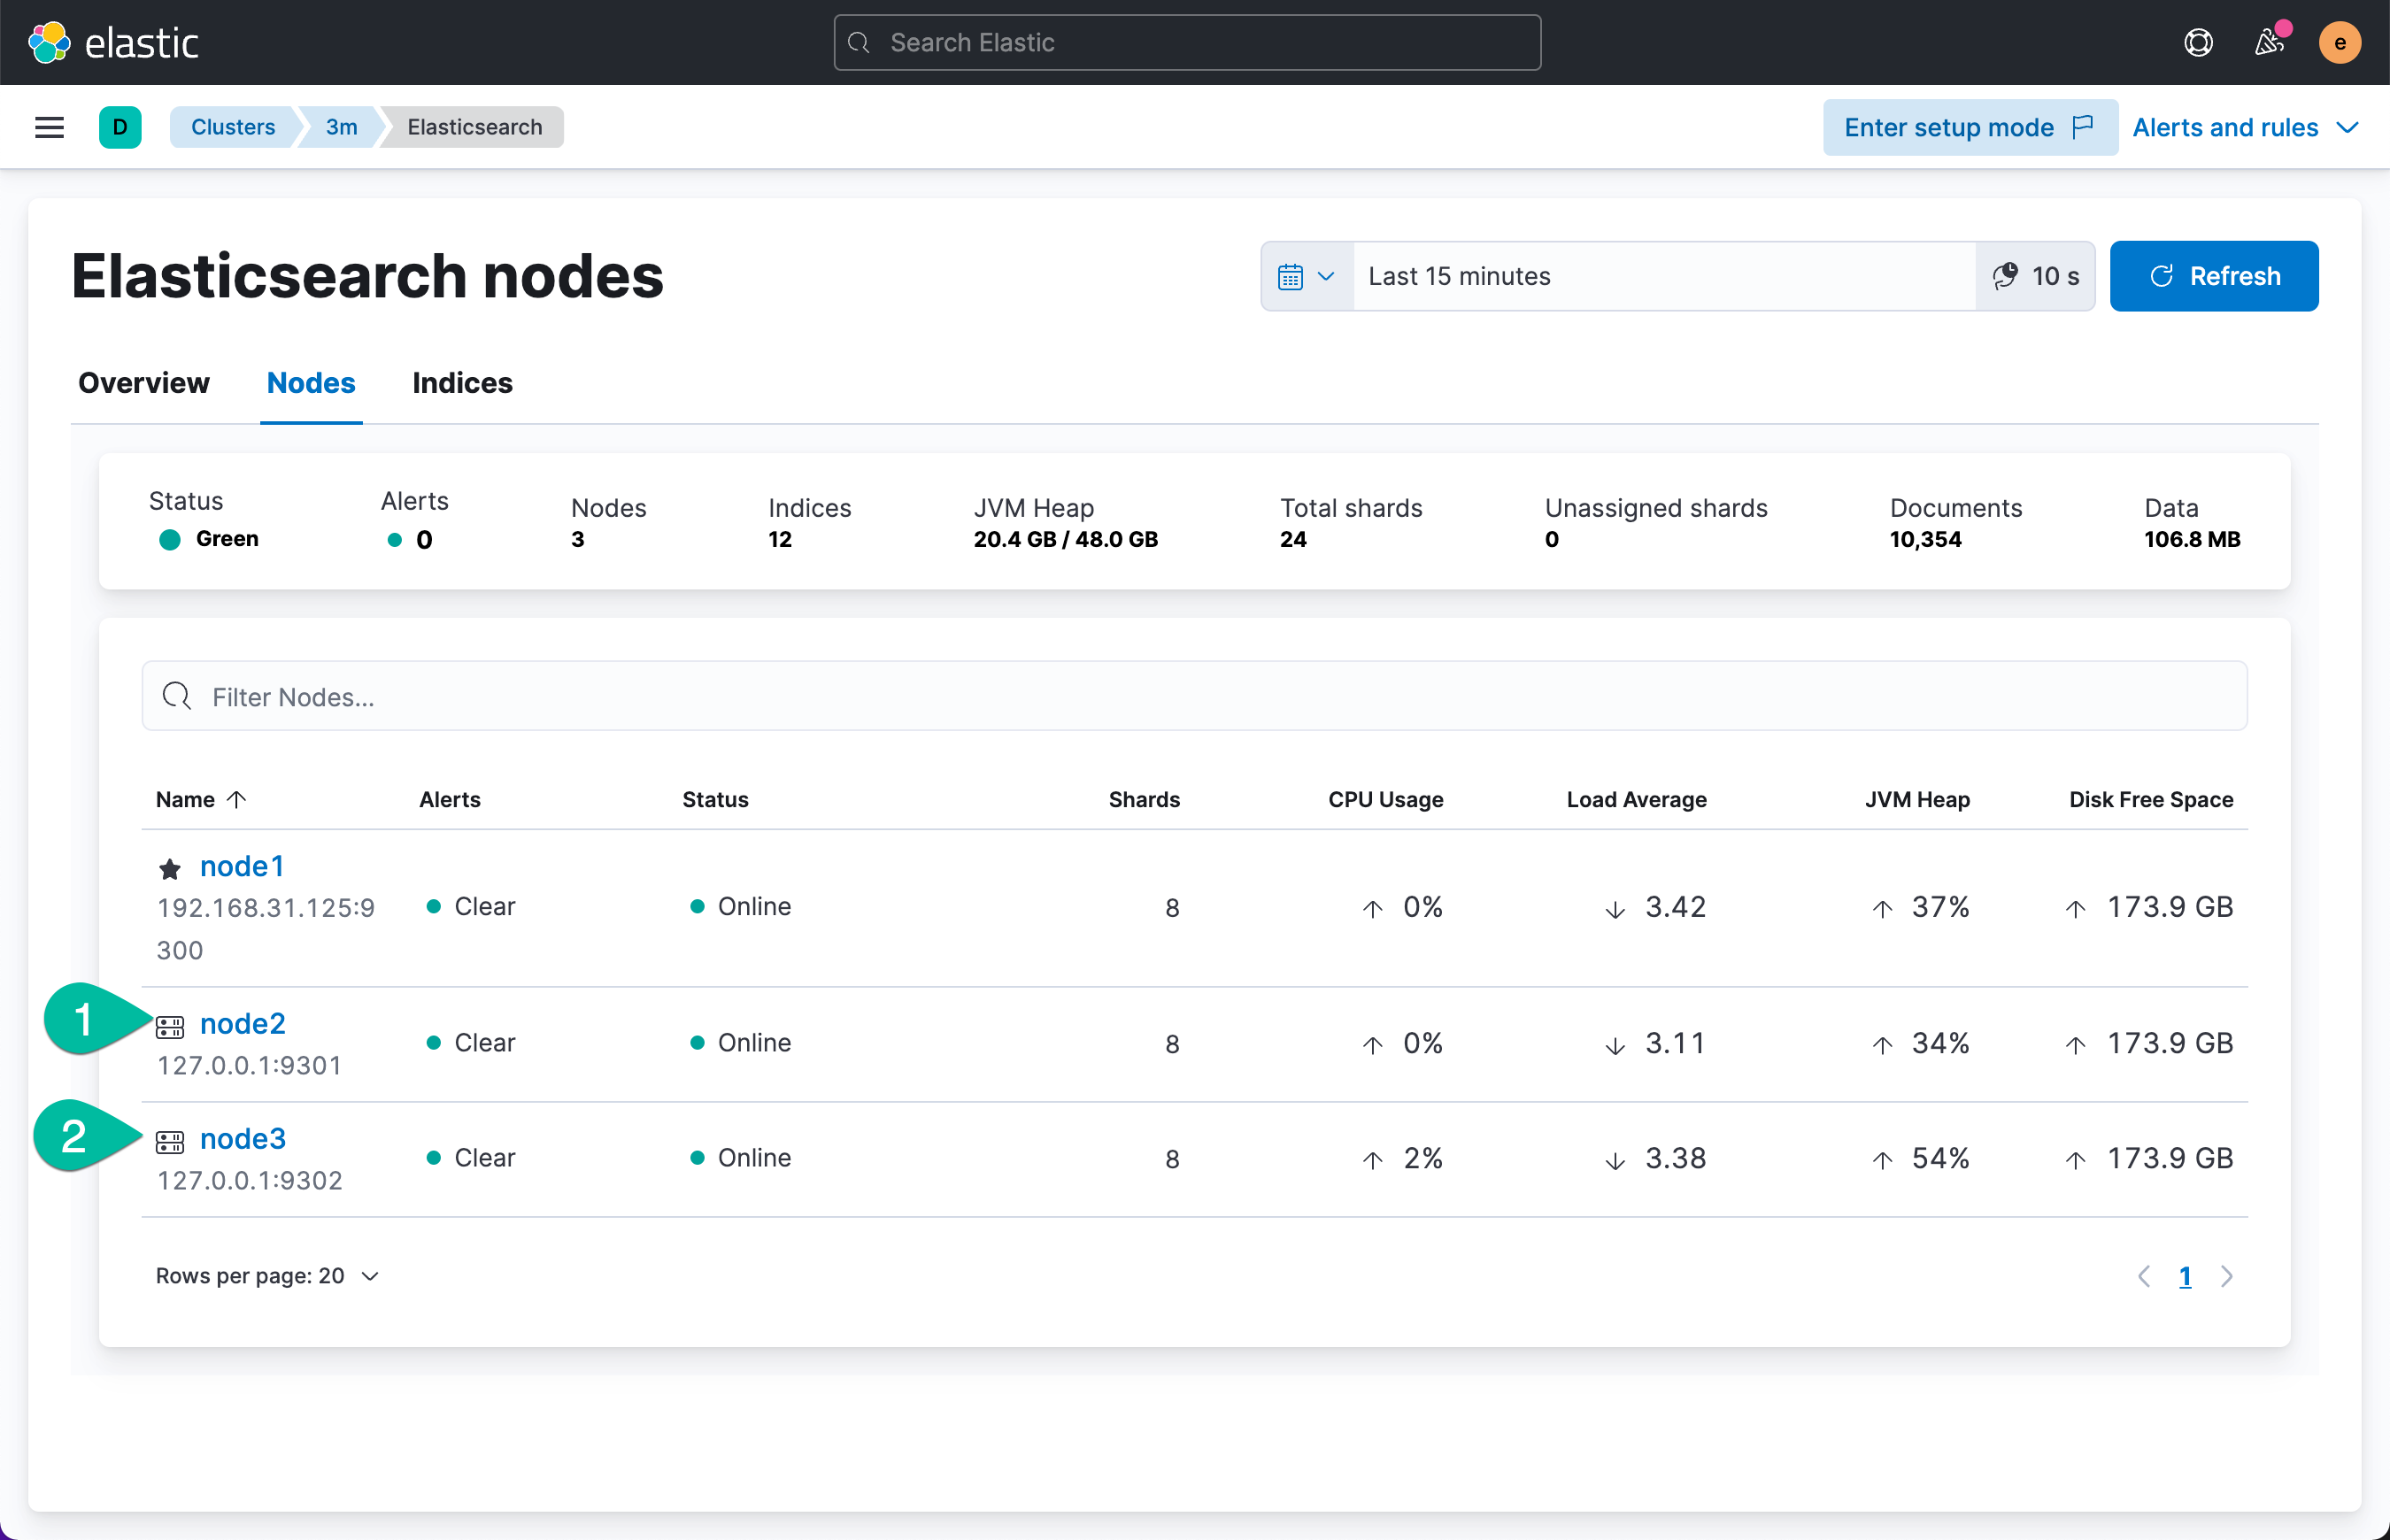 elastic Search Elastic e
D Clusters 3m Elasticsearch Enter setup mode Alerts and rules
Elasticsearch nodes Last 15 minutes 10 s Refresh
Overview Nodes Indices
Status Alerts Nodes Indices JVM Heap Total shards Unassigned shards Documents Data
Green 0 3 12 20.4 GB / 48.0 GB 24 0 10,354 106.8 MB
Filter Nodes...
Name Alerts Status Shards CPU Usage Load Average JVM Heap Disk Free Space
node1
192.168.31.125:9 Clear Online 8 0% 3.42 37% 173.9 GB
300
1 node2
127.0.0.1:9301 Clear Online 8 0% 3.11 34% 173.9 GB
2 node3
127.0.0.1:9302 Clear Online 8 2% 3.38 54% 173.9 GB
Rows per page: 20 1